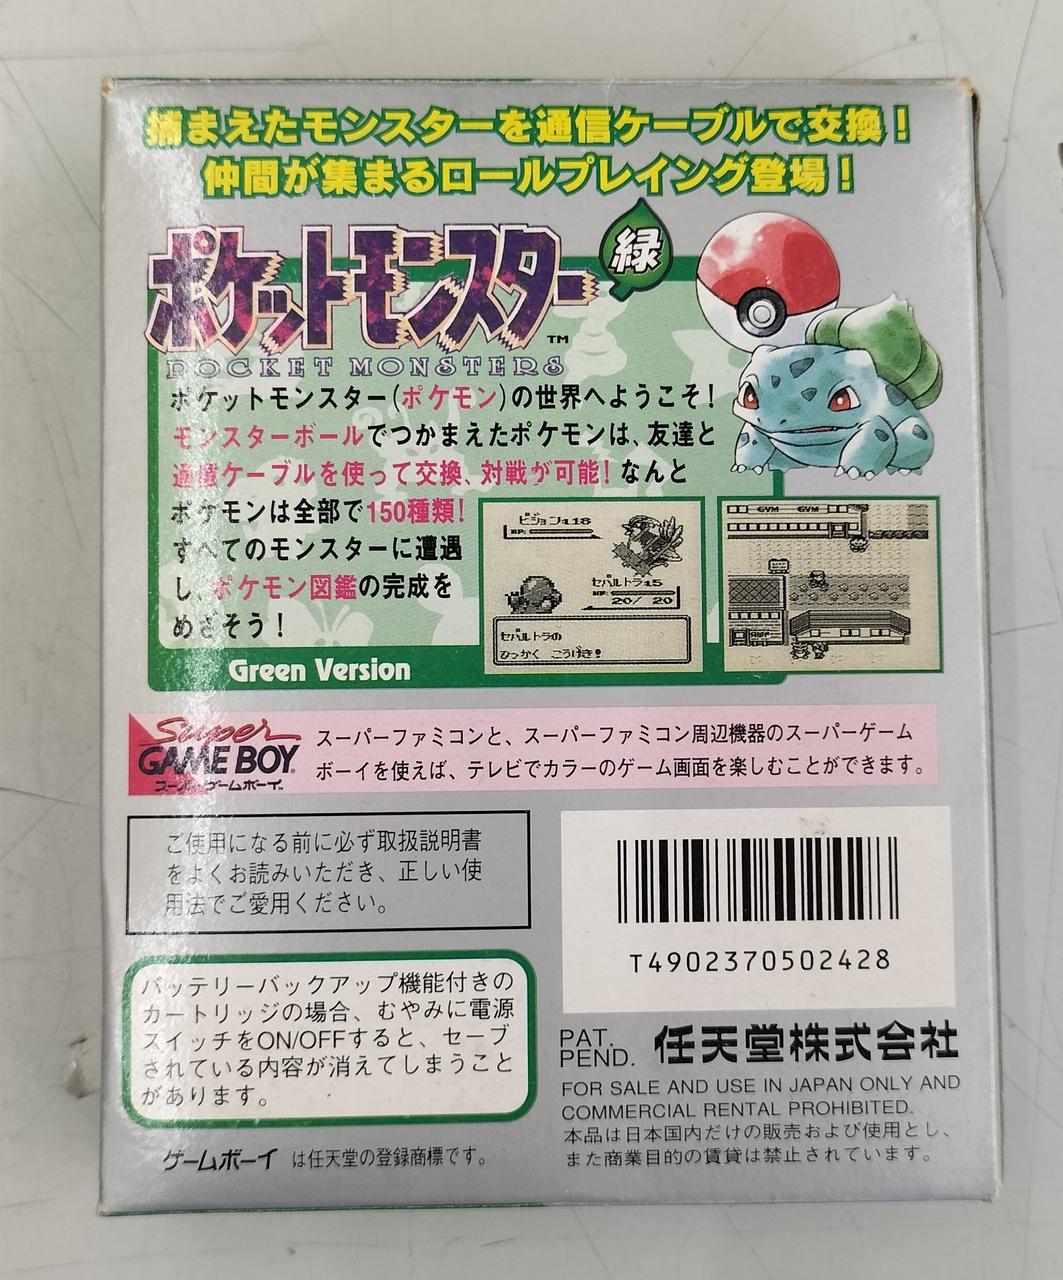 捕まえたモンスターを通信ケーブルで交換！
仲間が集まるロールプレイング登場！
ポケットモンスター 緑
TM
POCKET MONSTERS
ポケットモンスター(ポケモン)の世界へようこそ！
モンスターボールでつかまえたポケモンは、友達と
通信ケーブルを使って交換、対戦が可能！なんと
ポケモンは全部で150種類！
すべてのモンスターに遭遇
し、ポケモン図鑑の完成を
めざそう！
HP:
20/ 20
ひっかく こうげき！
GYM GYM
Green Version
Super
GAME BOY
スーパーゲームボーイ
スーパーファミコンと、スーパーファミコン周辺機器のスーパーゲーム
ボーイを使えば、テレビでカラーのゲーム画面を楽しむことができます。
ご使用になる前に必ず取扱説明書
をよくお読みいただき、正しい使
用法でご愛用ください。
T4902370502428
バッテリーバックアップ機能付きの
カートリッジの場合、むやみに電源
スイッチをON/OFFすると、セーブ
されている内容が消えてしまうこと
があります。
PAT.
PEND.
任天堂株式会社
FOR SALE AND USE IN JAPAN ONLY AND
COMMERCIAL RENTAL PROHIBITED.
本品は日本国内だけの販売および使用とし、
また商業目的の賃貸は禁止されています。
ゲームボーイ は任天堂の登録商標です。